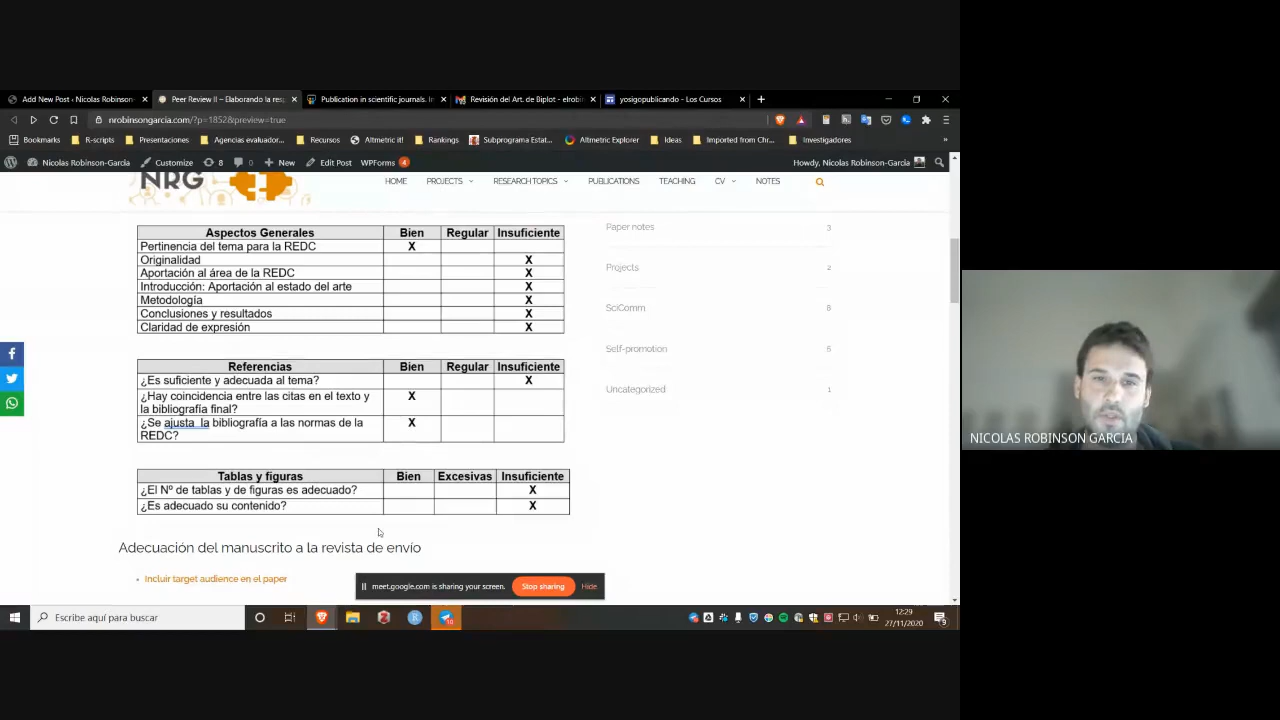 Add New Post ‹ Nicolas Robinson-
Peer Review II – Elaborando la res
Publication in scientific journals. In
Revisión del Art. de Biplot - elrobin
yosigopublicando - Los Cursos
nrobinsongarcia.com/?p=1852&preview=true
Bookmarks
R-scripts
Presentaciones
Agencias evaluador...
Recursos
Altmetric it!
Rankings
Subprograma Estat...
Altmetric Explorer
Ideas
Imported from Chr...
Investigadores
»
Nicolas Robinson-Garcia
Customize
8
0
New
Edit Post
WPForms
4
Howdy, Nicolas Robinson-Garcia
NRG
HOME
PROJECTS
RESEARCH TOPICS
PUBLICATIONS
TEACHING
CV
NOTES
Aspectos Generales Bien Regular Insuficiente
Pertinencia del tema para la REDC X
Originalidad X
Aportación al área de la REDC X
Introducción: Aportación al estado del arte X
Metodología X
Conclusiones y resultados X
Claridad de expresión X
Referencias Bien Regular Insuficiente
¿Es suficiente y adecuada al tema? X
¿Hay coincidencia entre las citas en el texto y X
la bibliografía final?
¿Se ajusta la bibliografía a las normas de la X
REDC?
Tablas y figuras Bien Excesivas Insuficiente
¿El Nº de tablas y de figuras es adecuado? X
¿Es adecuado su contenido? X
Adecuación del manuscrito a la revista de envío
Incluir target audience en el paper
Paper notes 3
Projects 2
SciComm 8
Self-promotion
Uncategorized 1
meet.google.com is sharing your screen.
Stop sharing
Hide
NICOLAS ROBINSON GARCIA
Escribe aquí para buscar
12:29
27/11/2020